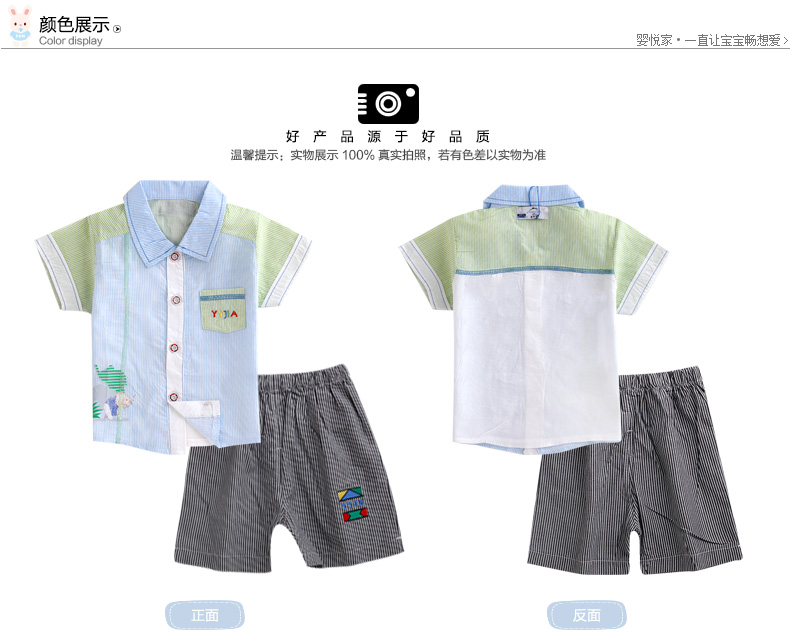 颜色展示
Color display
婴悦家·一直让宝宝畅想爱>
好产品源于好品质
温馨提示：实物展示 100% 真实拍照，若有色差以实物为准
YJIA
正面
反面